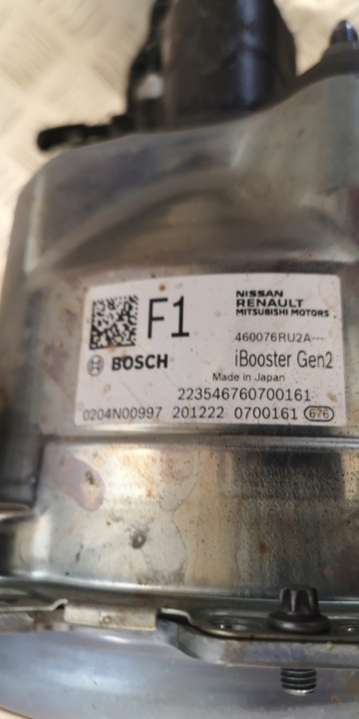 F1
NISSAN
RENAULT
MITSUBISHI MOTORS
460076RU2A---
BOSCH
iBooster Gen2
Made in Japan
223546760700161
0204N00997 201222 0700161 676